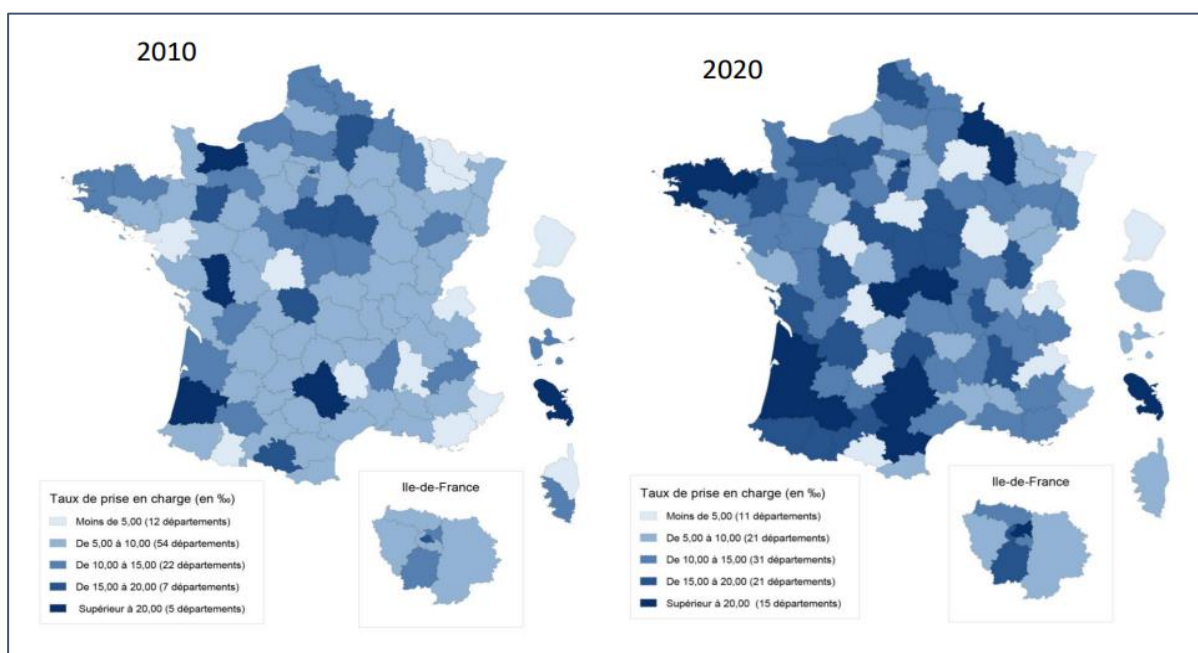 2010
2020
Ile-de-France
Taux de prise en charge (en ‰)
Moins de 5,00 (12 départements)
De 5,00 à 10,00 (54 départements)
De 10,00 à 15,00 (22 départements)
De 15,00 à 20,00 (7 départements)
Supérieur à 20,00 (5 départements)
Ile-de-France
Taux de prise en charge (en ‰)
Moins de 5,00 (11 départements)
De 5,00 à 10,00 (21 départements)
De 10,00 à 15,00 (31 départements)
De 15,00 à 20,00 (21 départements)
Supérieur à 20,00 (15 départements)